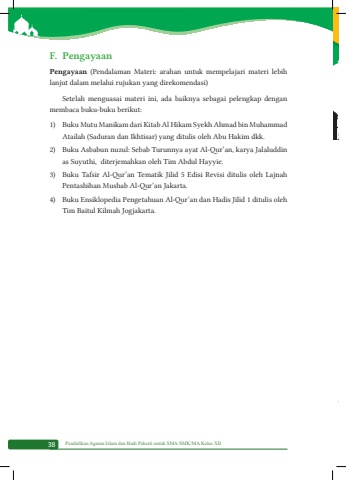 F. Pengayaan
Pengayaan (Pendalaman Materi: arahan untuk mempelajari materi lebih
lanjut dalam melalui rujukan yang direkomendasi)
Setelah menguasai materi ini, ada baiknya sebagai pelengkap dengan
membaca buku-buku berikut:
1) Buku Mutu Manikam dari Kitab Al Hikam Syekh Ahmad bin Muhammad
Atailah (Saduran dan Ikhtisar) yang ditulis oleh Abu Hakim dkk.
2) Buku Asbabun nuzul: Sebab Turunnya ayat Al-Qur'an, karya Jalaluddin
as Suyuthi, diterjemahkan oleh Tim Abdul Hayyie.
3) Buku Tafsir Al-Qur'an Tematik Jilid 5 Edisi Revisi ditulis oleh Lajnah
Pentashihan Mushab Al-Qur'an Jakarta.
4) Buku Ensiklopedia Pengetahuan Al-Qur'an dan Hadis Jilid 1 ditulis oleh
Tim Baitul Kilmah Jogjakarta.
38 Pendidikan Agama Islam dan Budi Pekerti untuk SMA/SMK/MA Kelas XII